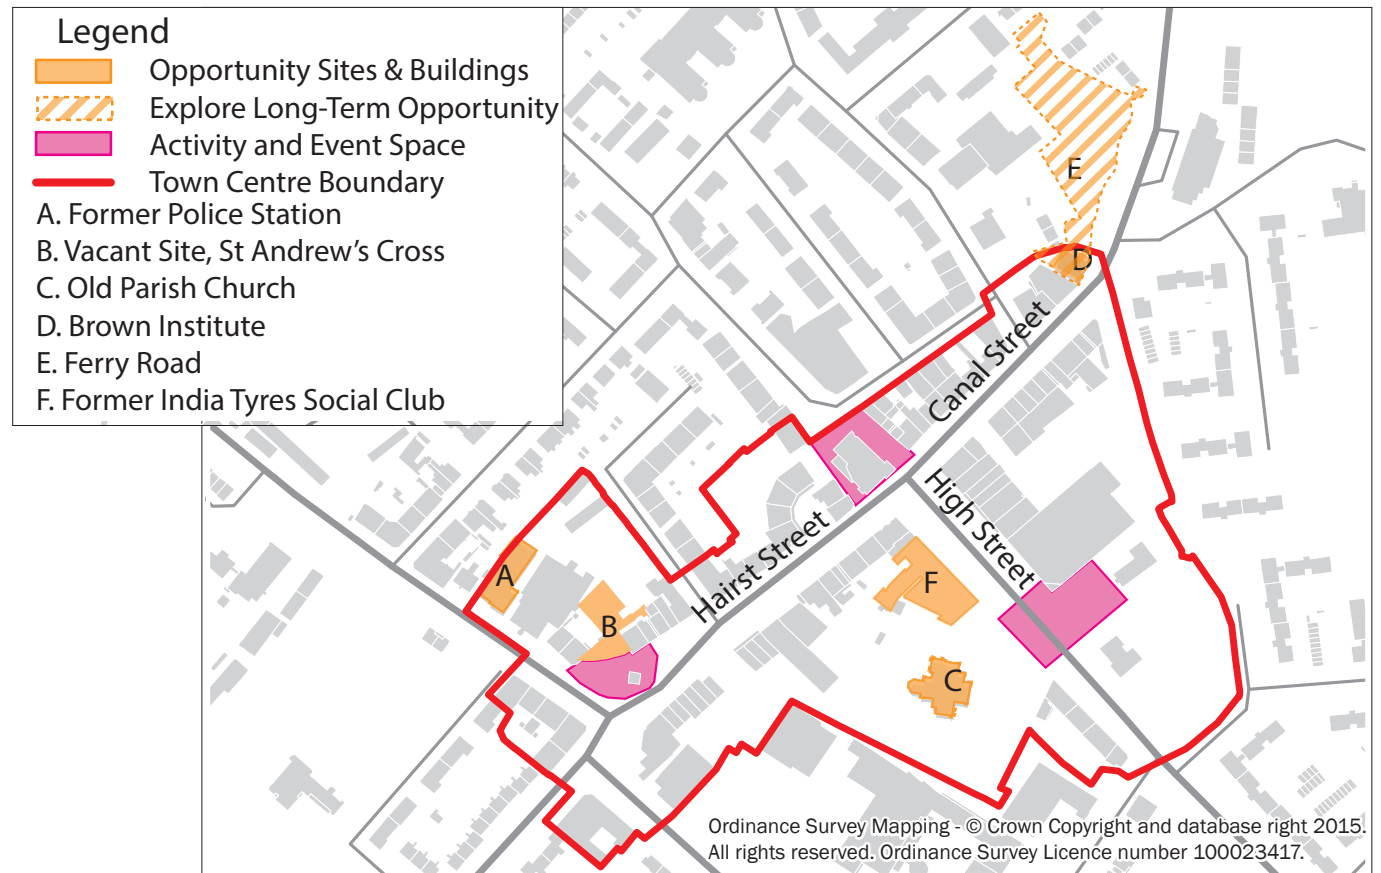 Legend
Opportunity Sites & Buildings
Explore Long-Term Opportunity
Activity and Event Space
Town Centre Boundary
A. Former Police Station
B. Vacant Site, St Andrew’s Cross
C. Old Parish Church
D. Brown Institute
E. Ferry Road
F. Former India Tyres Social Club
E
D
Canal Street
High Street
Hairst Street
A
B
F
C
Ordinance Survey Mapping - © Crown Copyright and database right 2015.
All rights reserved. Ordinance Survey Licence number 100023417.